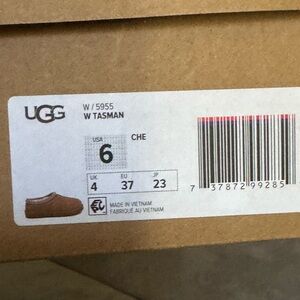 UGG
W / 5955
W TASMAN
USA
6
CHE
UK
4
EU
37
JP
23
MADE IN VIETNAM
FABRIQUÉ AU VIETNAM
7 37872 99285